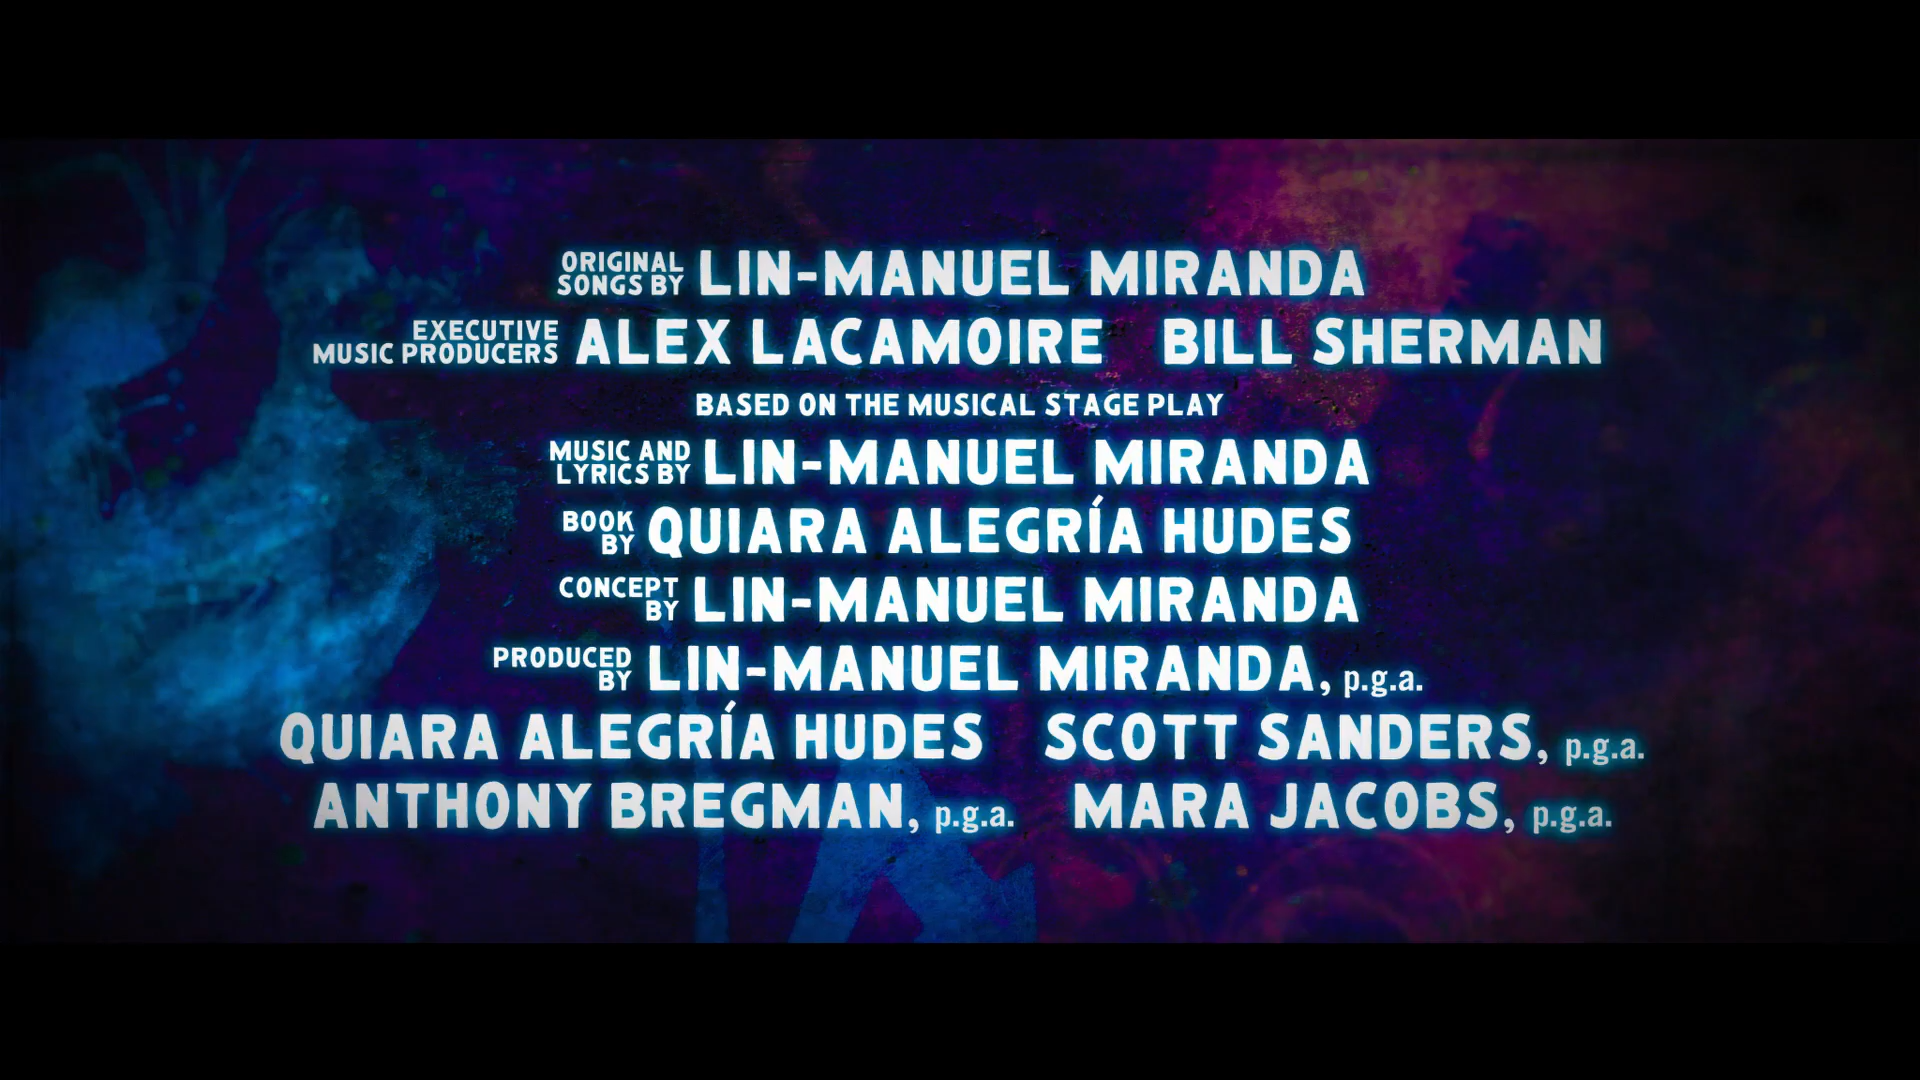 ORIGINAL SONGS BY LIN-MANUEL MIRANDA
EXECUTIVE MUSIC PRODUCERS ALEX LACAMOIRE BILL SHERMAN
BASED ON THE MUSICAL STAGE PLAY
MUSIC AND LYRICS BY LIN-MANUEL MIRANDA
BOOK BY QUIARA ALEGRÍA HUDES
CONCEPT BY LIN-MANUEL MIRANDA
PRODUCED BY LIN-MANUEL MIRANDA, p.g.a.
QUIARA ALEGRÍA HUDES SCOTT SANDERS, p.g.a.
ANTHONY BREGMAN, p.g.a. MARA JACOBS, p.g.a.